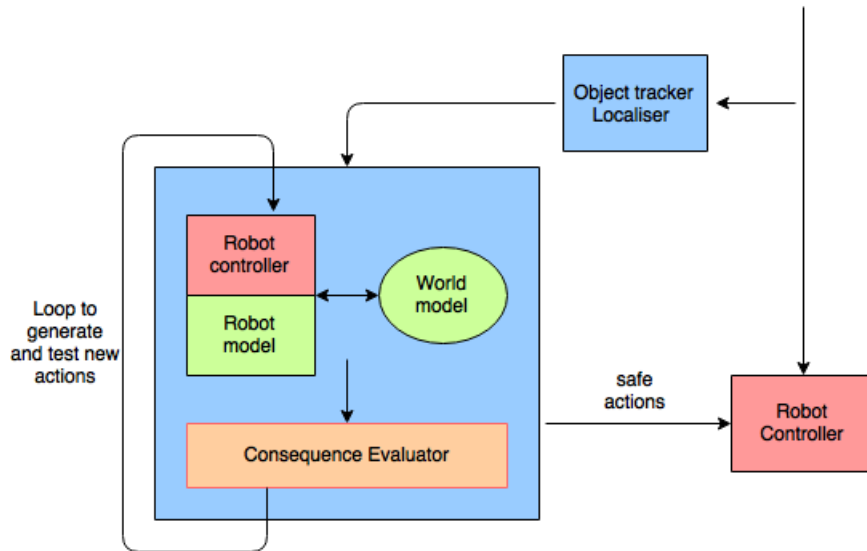 Object tracker
Localiser
Robot
controller
World
model
Robot
model
Loop to
generate
and test new
actions
safe
actions
Robot
Controller
Consequence Evaluator